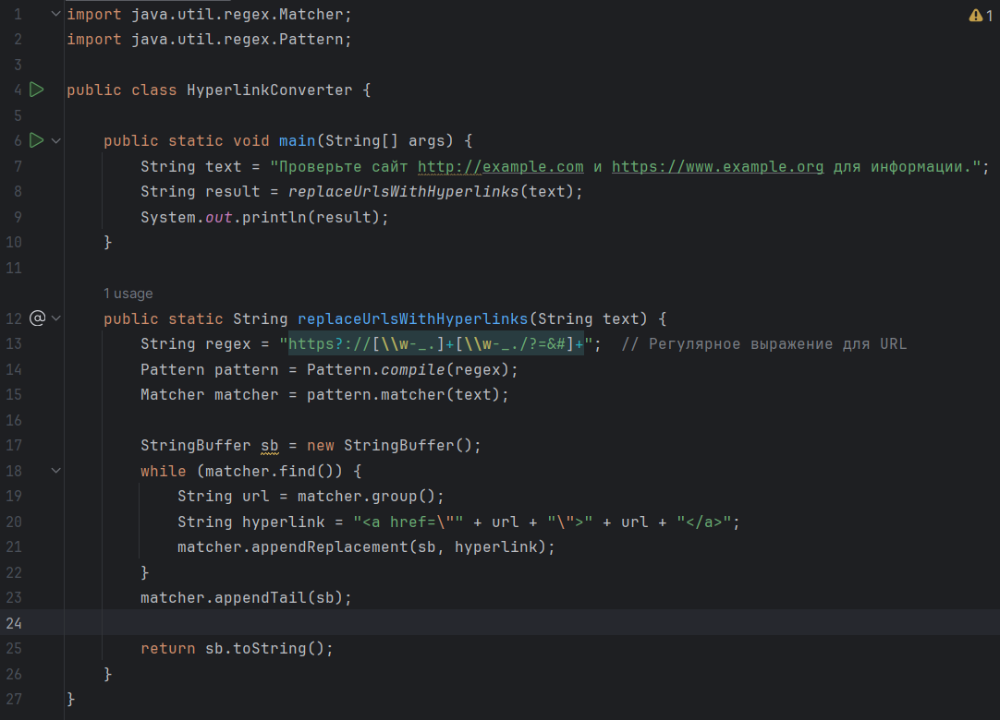 1 import java.util.regex.Matcher; 1
2 import java.util.regex.Pattern;
3
4 public class HyperlinkConverter {
5
6     public static void main(String[] args) {
7         String text = "Проверьте сайт http://example.com и https://www.example.org для информации.";
8         String result = replaceUrlsWithHyperlinks(text);
9         System.out.println(result);
10     }
11
1 usage
12     public static String replaceUrlsWithHyperlinks(String text) {
13         String regex = "https?://[\\w-_.]+[\\w-_./?=&#]+";  // Регулярное выражение для URL
14         Pattern pattern = Pattern.compile(regex);
15         Matcher matcher = pattern.matcher(text);
16
17         StringBuffer sb = new StringBuffer();
18         while (matcher.find()) {
19             String url = matcher.group();
20             String hyperlink = "<a href=\"" + url + "\">" + url + "</a>";
21             matcher.appendReplacement(sb, hyperlink);
22         }
23         matcher.appendTail(sb);
24
25         return sb.toString();
26     }
27 }